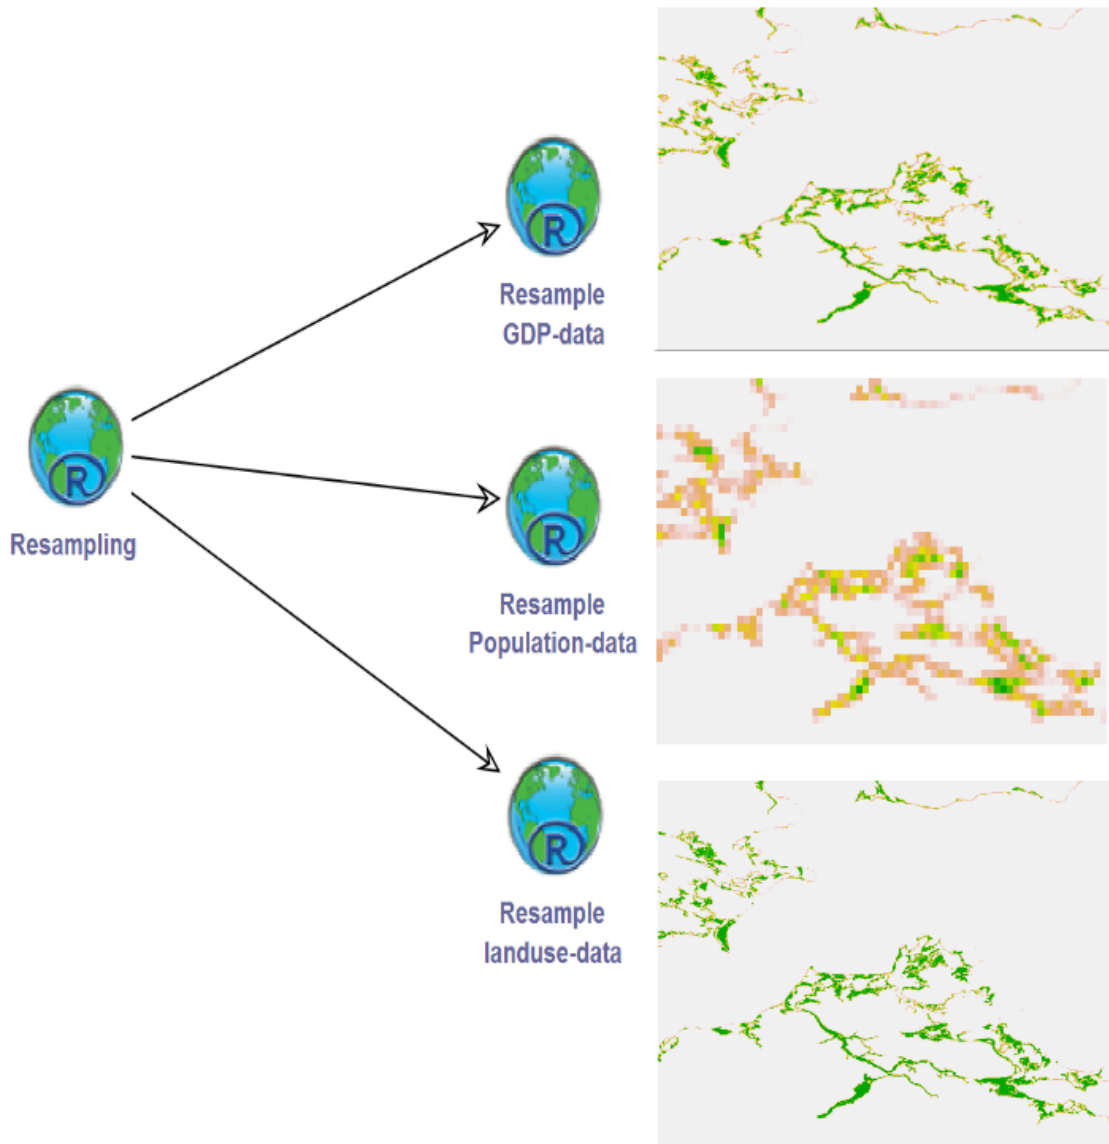 R
Resample
GDP-data
R
Resampling
R
Resample
Population-data
R
Resample
landuse-data